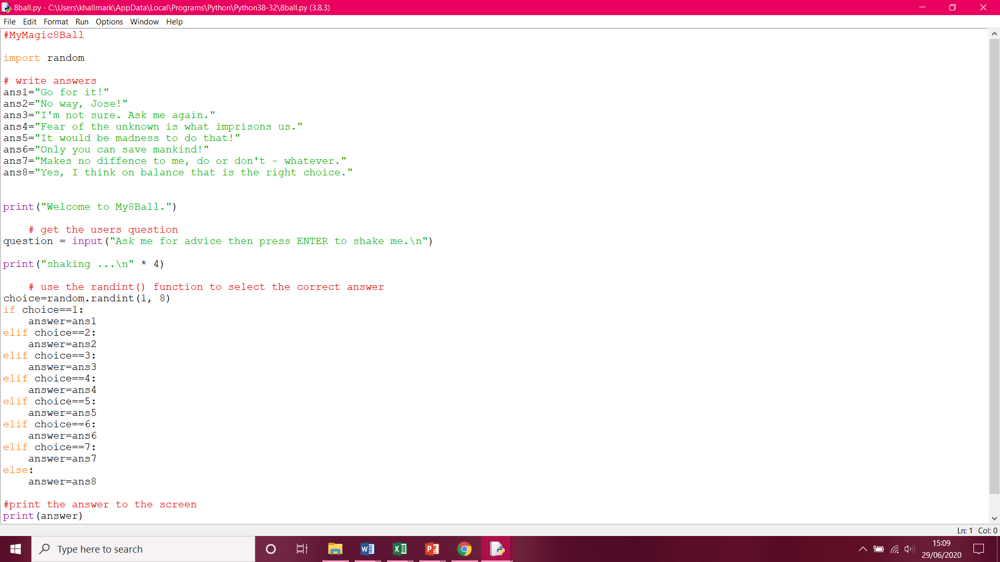 8ball.py - C:\Users\khallmark\AppData\Local\Programs\Python\Python38-32\8ball.py (3.8.3)
File Edit Format Run Options Window Help
#MyMagic8Ball

import random

# write answers
ans1="Go for it!"
ans2="No way, Jose!"
ans3="I'm not sure. Ask me again."
ans4="Fear of the unknown is what imprisons us."
ans5="It would be madness to do that!"
ans6="Only you can save mankind!"
ans7="Makes no diffence to me, do or don't - whatever."
ans8="Yes, I think on balance that is the right choice."

print("Welcome to My8Ball.")

    # get the users question
question = input("Ask me for advice then press ENTER to shake me.\n")

print("shaking ...\n" * 4)

    # use the randint() function to select the correct answer
choice=random.randint(1, 8)
if choice==1:
    answer=ans1
elif choice==2:
    answer=ans2
elif choice==3:
    answer=ans3
elif choice==4:
    answer=ans4
elif choice==5:
    answer=ans5
elif choice==6:
    answer=ans6
elif choice==7:
    answer=ans7
else:
    answer=ans8

#print the answer to the screen
print(answer)
Ln: 1 Col: 0
Type here to search
15:09
29/06/2020